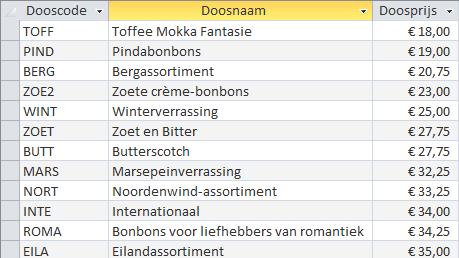 Dooscode Doosnaam Doosprijs
TOFF Toffee Mokka Fantasie € 18,00
PIND Pindabonbons € 19,00
BERG Bergassortiment € 20,75
ZOE2 Zoete crème-bonbons € 23,00
WINT Winterverrassing € 25,00
ZOET Zoet en Bitter € 27,75
BUTT Butterscotch € 27,75
MARS Marsepeinverrassing € 32,25
NORT Noordenwind-assortiment € 33,25
INTE Internationaal € 34,00
ROMA Bonbons voor liefhebbers van romantiek € 34,25
EILA Eilandassortiment € 35,00